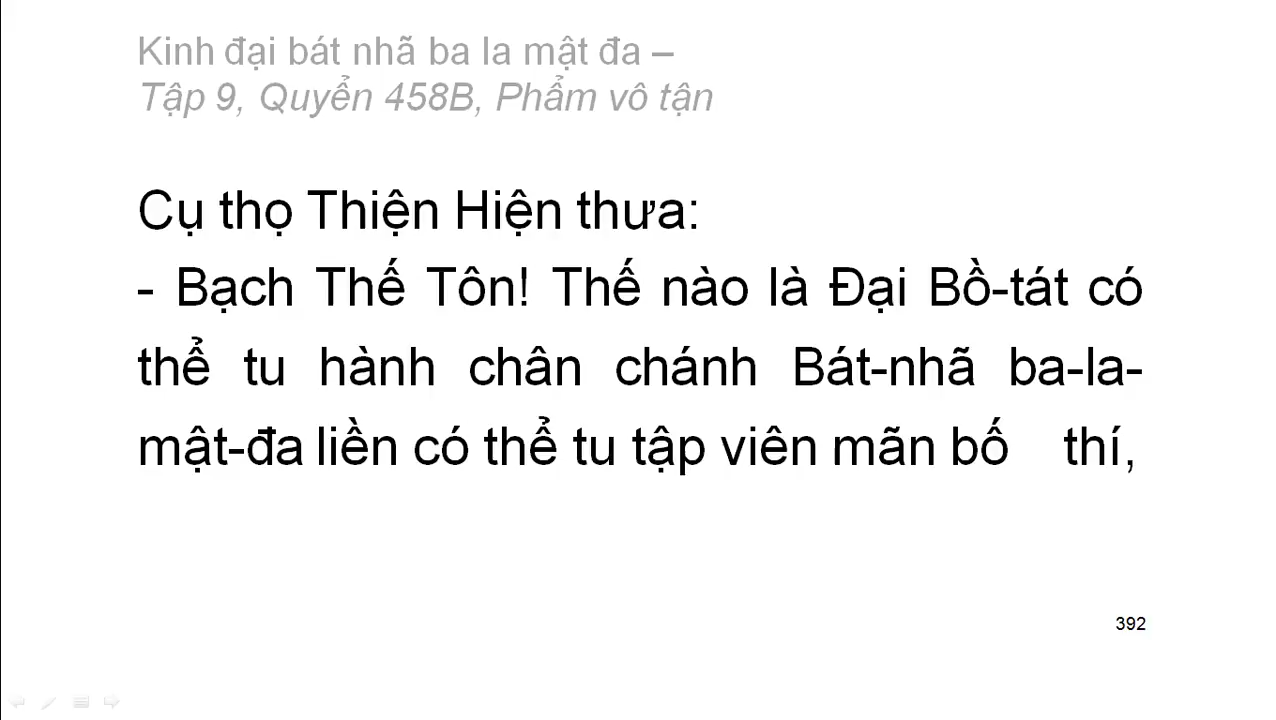 Kinh đại bát nhã ba la mật đa –
Tập 9, Quyển 458B, Phẩm vô tận
Cụ thọ Thiện Hiện thưa:
- Bạch Thế Tôn! Thế nào là Đại Bồ-tát có
thể tu hành chân chánh Bát-nhã ba-la-
mật-đa liền có thể tu tập viên mãn bố thí,
392